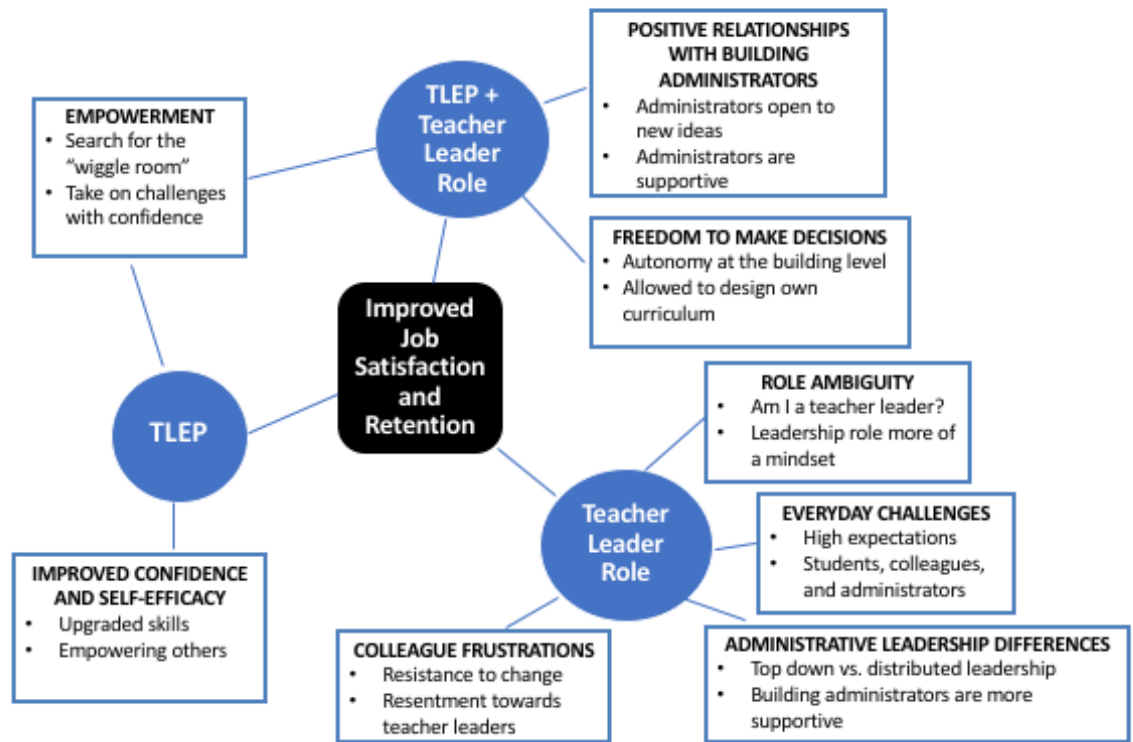 POSITIVE RELATIONSHIPS
WITH BUILDING
ADMINISTRATORS
• Administrators open to
new ideas
• Administrators are
supportive
TLEP +
Teacher
Leader
Role
EMPOWERMENT
• Search for the
“wiggle room”
• Take on challenges
with confidence
FREEDOM TO MAKE DECISIONS
• Autonomy at the building level
• Allowed to design own
curriculum
Improved
Job
Satisfaction
and
Retention
TLEP
ROLE AMBIGUITY
• Am I a teacher leader?
• Leadership role more of
a mindset
Teacher
Leader
Role
EVERYDAY CHALLENGES
• High expectations
• Students, colleagues,
and administrators
IMPROVED CONFIDENCE
AND SELF-EFFICACY
• Upgraded skills
• Empowering others
COLLEAGUE FRUSTRATIONS
• Resistance to change
• Resentment towards
teacher leaders
ADMINISTRATIVE LEADERSHIP DIFFERENCES
• Top down vs. distributed leadership
• Building administrators are more
supportive